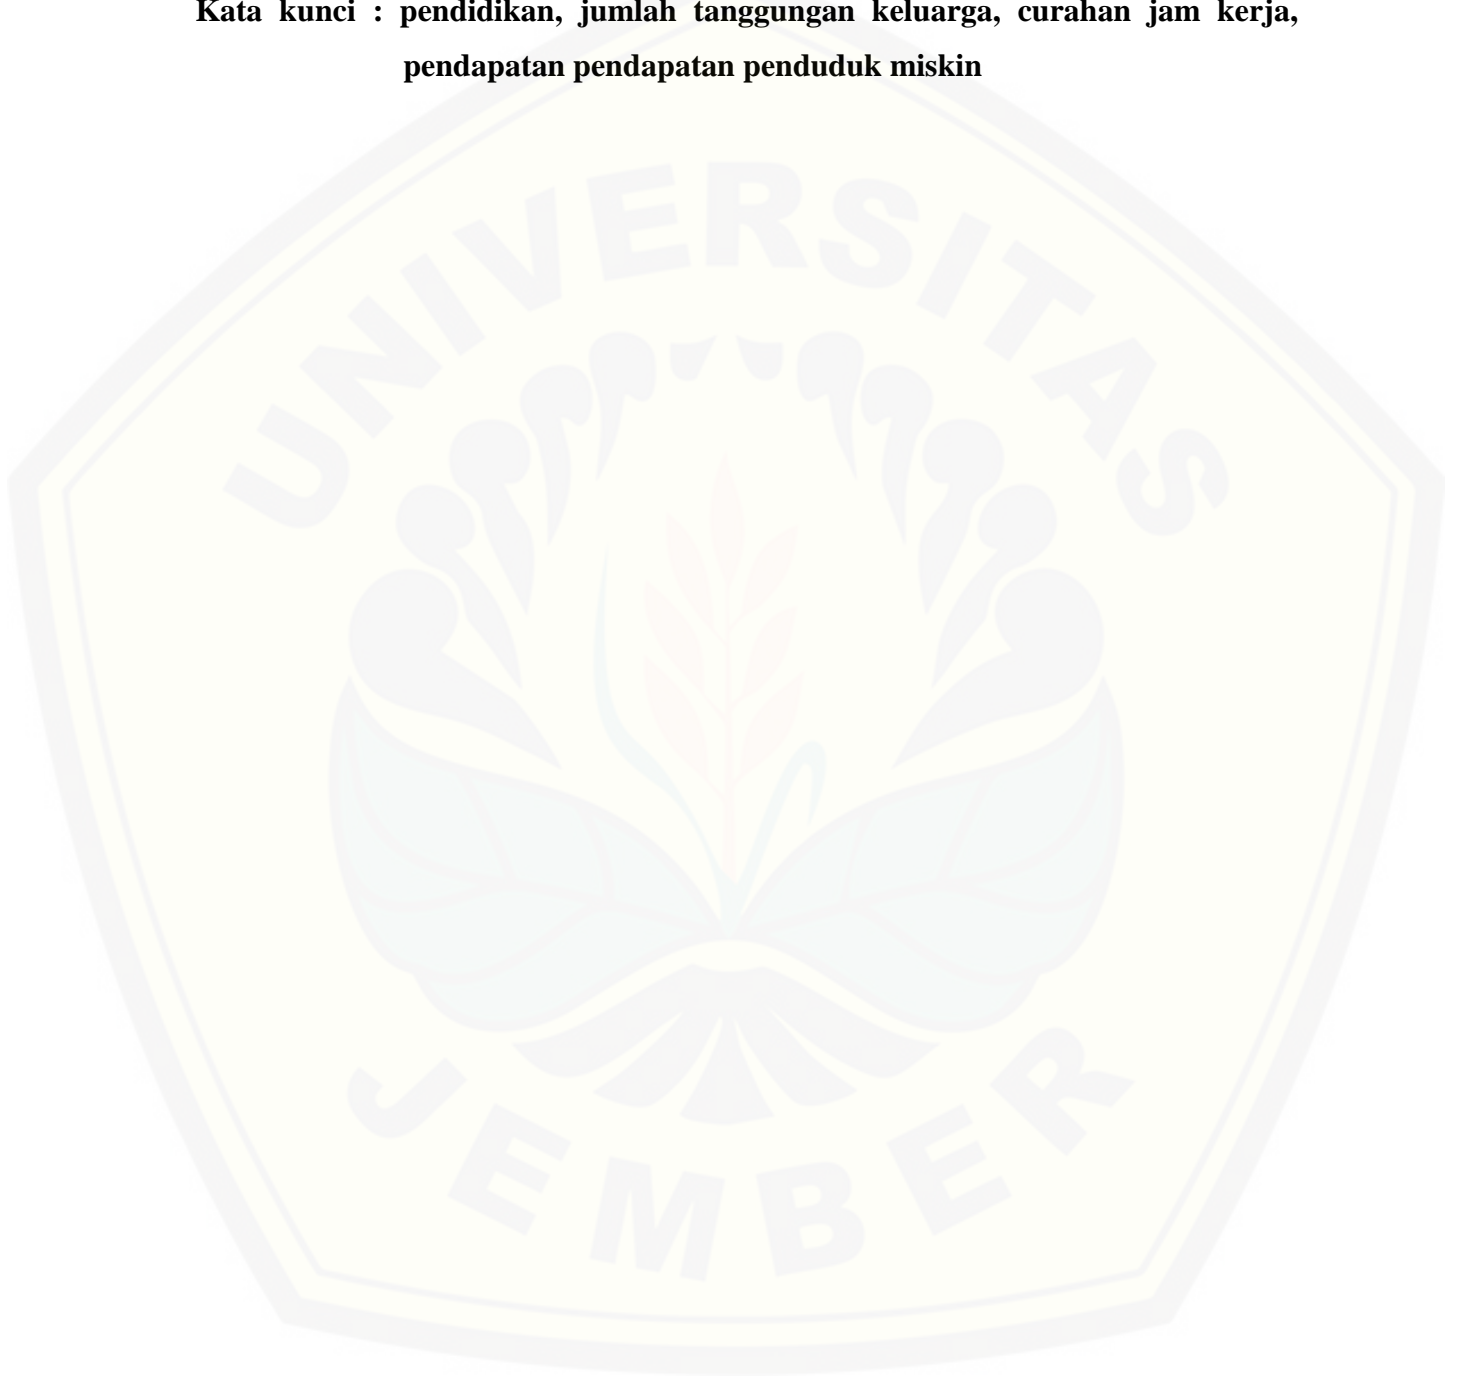 Kata kunci : pendidikan, jumlah tanggungan keluarga, curahan jam kerja,
pendapatan pendapatan penduduk miskin
UNIVERSITAS
JEMBER